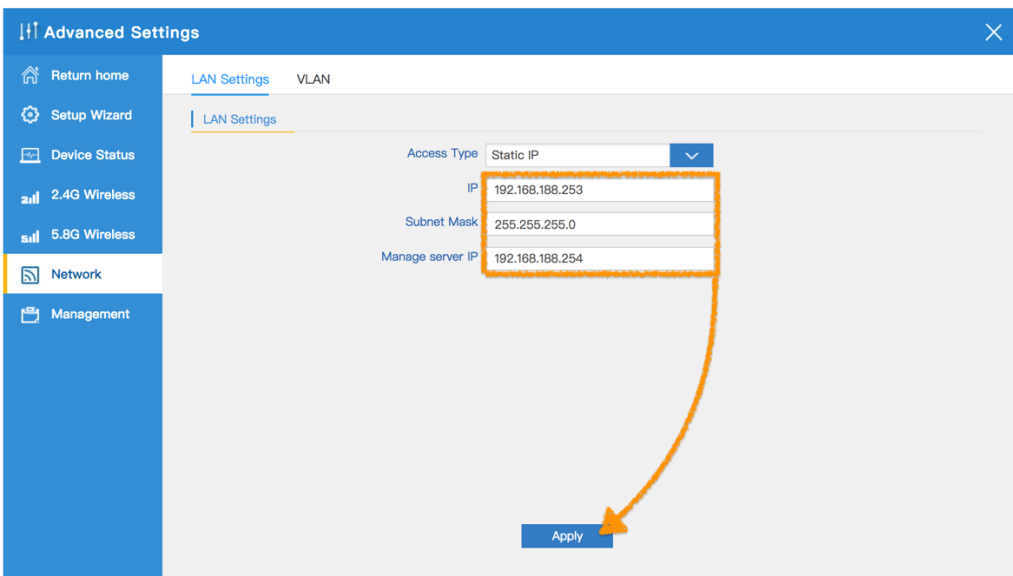 Advanced Settings
Return home
Setup Wizard
Device Status
2.4G Wireless
5.8G Wireless
Network
Management
LAN Settings VLAN
LAN Settings
Access Type Static IP
IP 192.168.188.253
Subnet Mask 255.255.255.0
Manage server IP 192.168.188.254
Apply